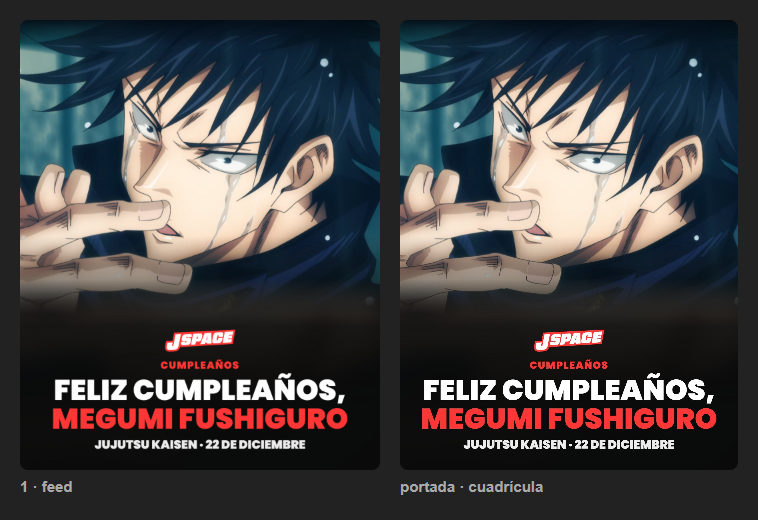 JSPACE
CUMPLEAÑOS
FELIZ CUMPLEAÑOS,
MEGUMI FUSHIGURO
JUJUTSU KAISEN · 22 DE DICIEMBRE
1 · feed
JSPACE
CUMPLEAÑOS
FELIZ CUMPLEAÑOS,
MEGUMI FUSHIGURO
JUJUTSU KAISEN · 22 DE DICIEMBRE
portada · cuadrícula